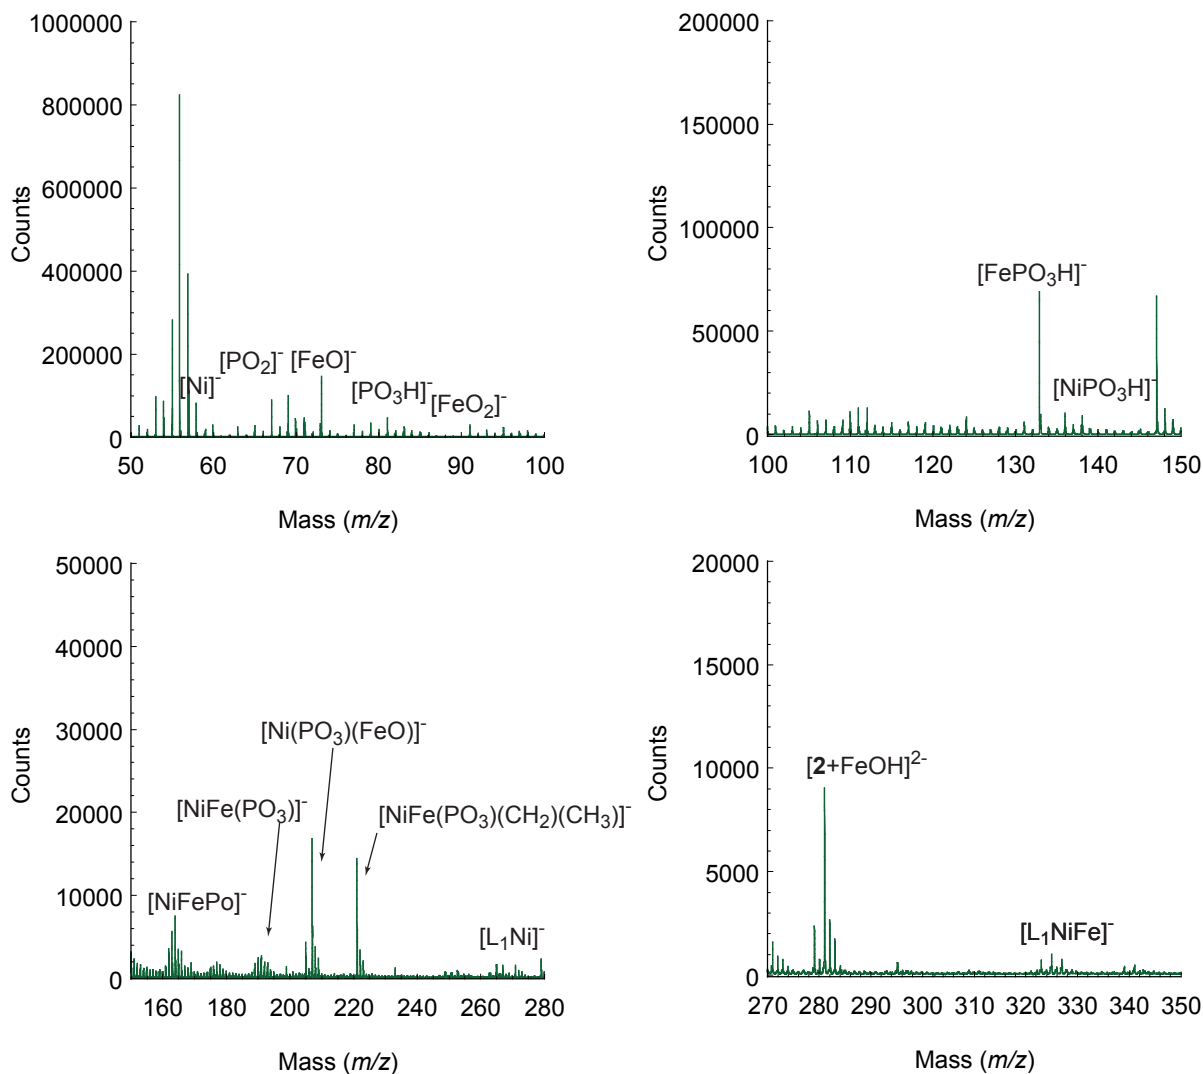 1000000
800000
600000
400000
200000
0
Counts
[Ni]⁻
[PO₂]⁻
[FeO]⁻
[PO₃H]⁻
[FeO₂]⁻
50 60 70 80 90 100
Mass (m/z)
200000
150000
100000
50000
0
Counts
[FePO₃H]⁻
[NiPO₃H]⁻
100 110 120 130 140 150
Mass (m/z)
50000
40000
30000
20000
10000
0
Counts
[Ni(PO₃)(FeO)]⁻
[NiFe(PO₃)]⁻
[NiFe(PO₃)(CH₂)(CH₃)]⁻
[NiFePo]⁻
[L₁Ni]⁻
160 180 200 220 240 260 280
Mass (m/z)
20000
15000
10000
5000
0
Counts
[2+FeOH]²⁻
[L₁NiFe]⁻
270 280 290 300 310 320 330 340 350
Mass (m/z)